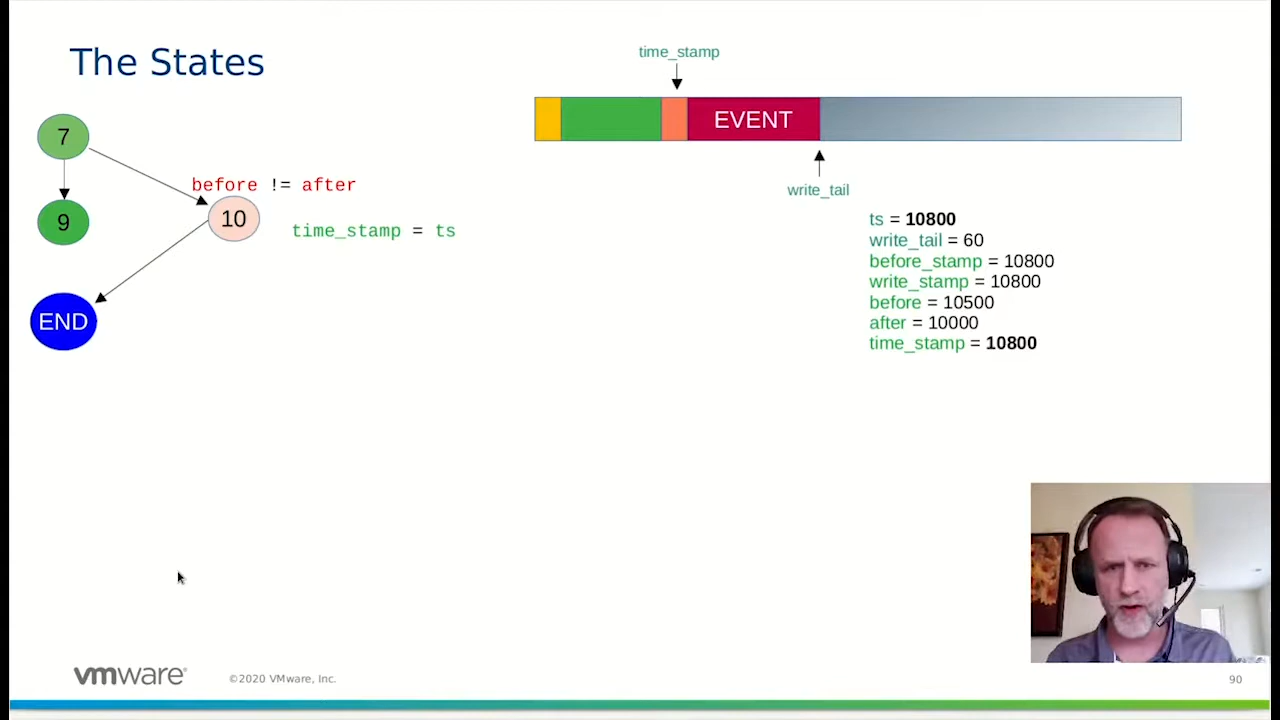 The States
time_stamp
EVENT
write_tail
7
before != after
10
time_stamp = ts
9
END
ts = 10800
write_tail = 60
before_stamp = 10800
write_stamp = 10800
before = 10500
after = 10000
time_stamp = 10800
vmware®
©2020 VMware, Inc.
90